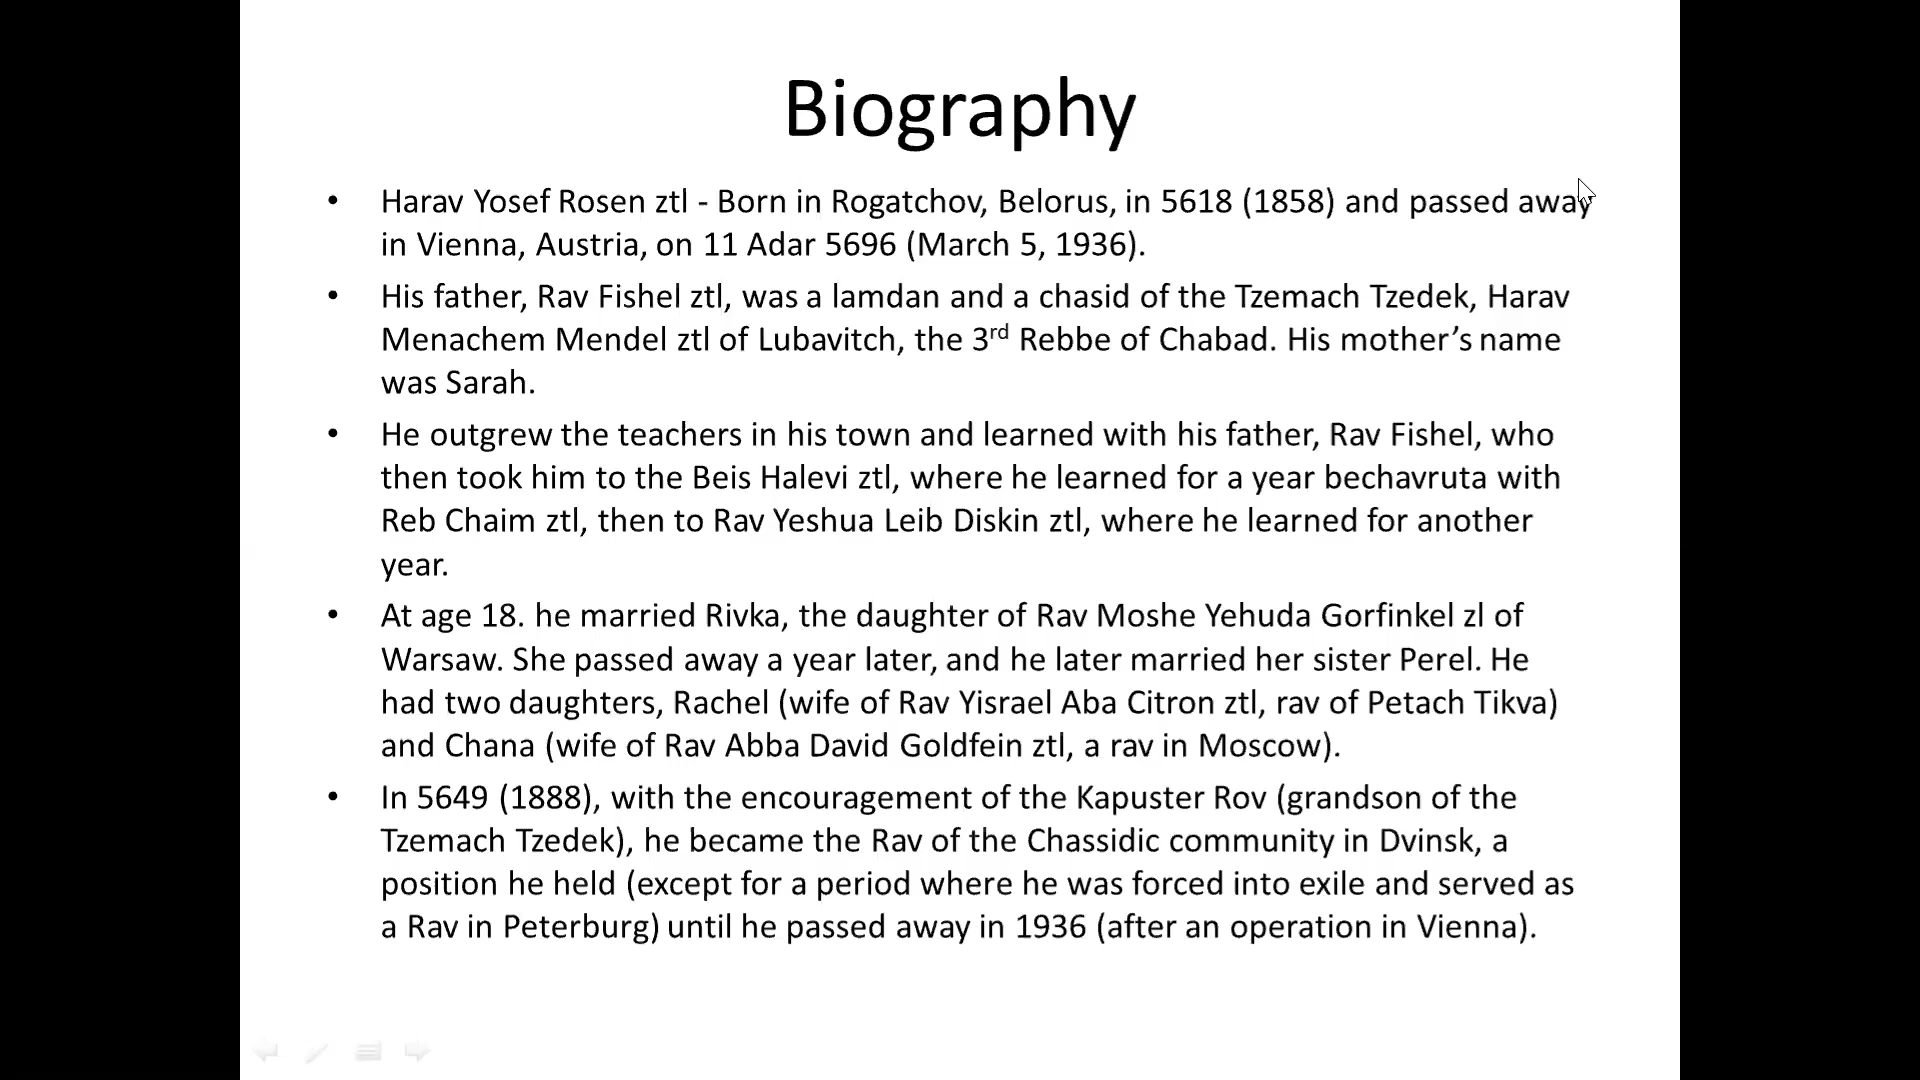 Biography
• Harav Yosef Rosen ztl - Born in Rogatchov, Belorus, in 5618 (1858) and passed away
in Vienna, Austria, on 11 Adar 5696 (March 5, 1936).
• His father, Rav Fishel ztl, was a lamdan and a chasid of the Tzemach Tzedek, Harav
Menachem Mendel ztl of Lubavitch, the 3rd Rebbe of Chabad. His mother’s name
was Sarah.
• He outgrew the teachers in his town and learned with his father, Rav Fishel, who
then took him to the Beis Halevi ztl, where he learned for a year bechavruta with
Reb Chaim ztl, then to Rav Yeshua Leib Diskin ztl, where he learned for another
year.
• At age 18. he married Rivka, the daughter of Rav Moshe Yehuda Gorfinkel zl of
Warsaw. She passed away a year later, and he later married her sister Perel. He
had two daughters, Rachel (wife of Rav Yisrael Aba Citron ztl, rav of Petach Tikva)
and Chana (wife of Rav Abba David Goldfein ztl, a rav in Moscow).
• In 5649 (1888), with the encouragement of the Kapuster Rov (grandson of the
Tzemach Tzedek), he became the Rav of the Chassidic community in Dvinsk, a
position he held (except for a period where he was forced into exile and served as
a Rav in Peterburg) until he passed away in 1936 (after an operation in Vienna).